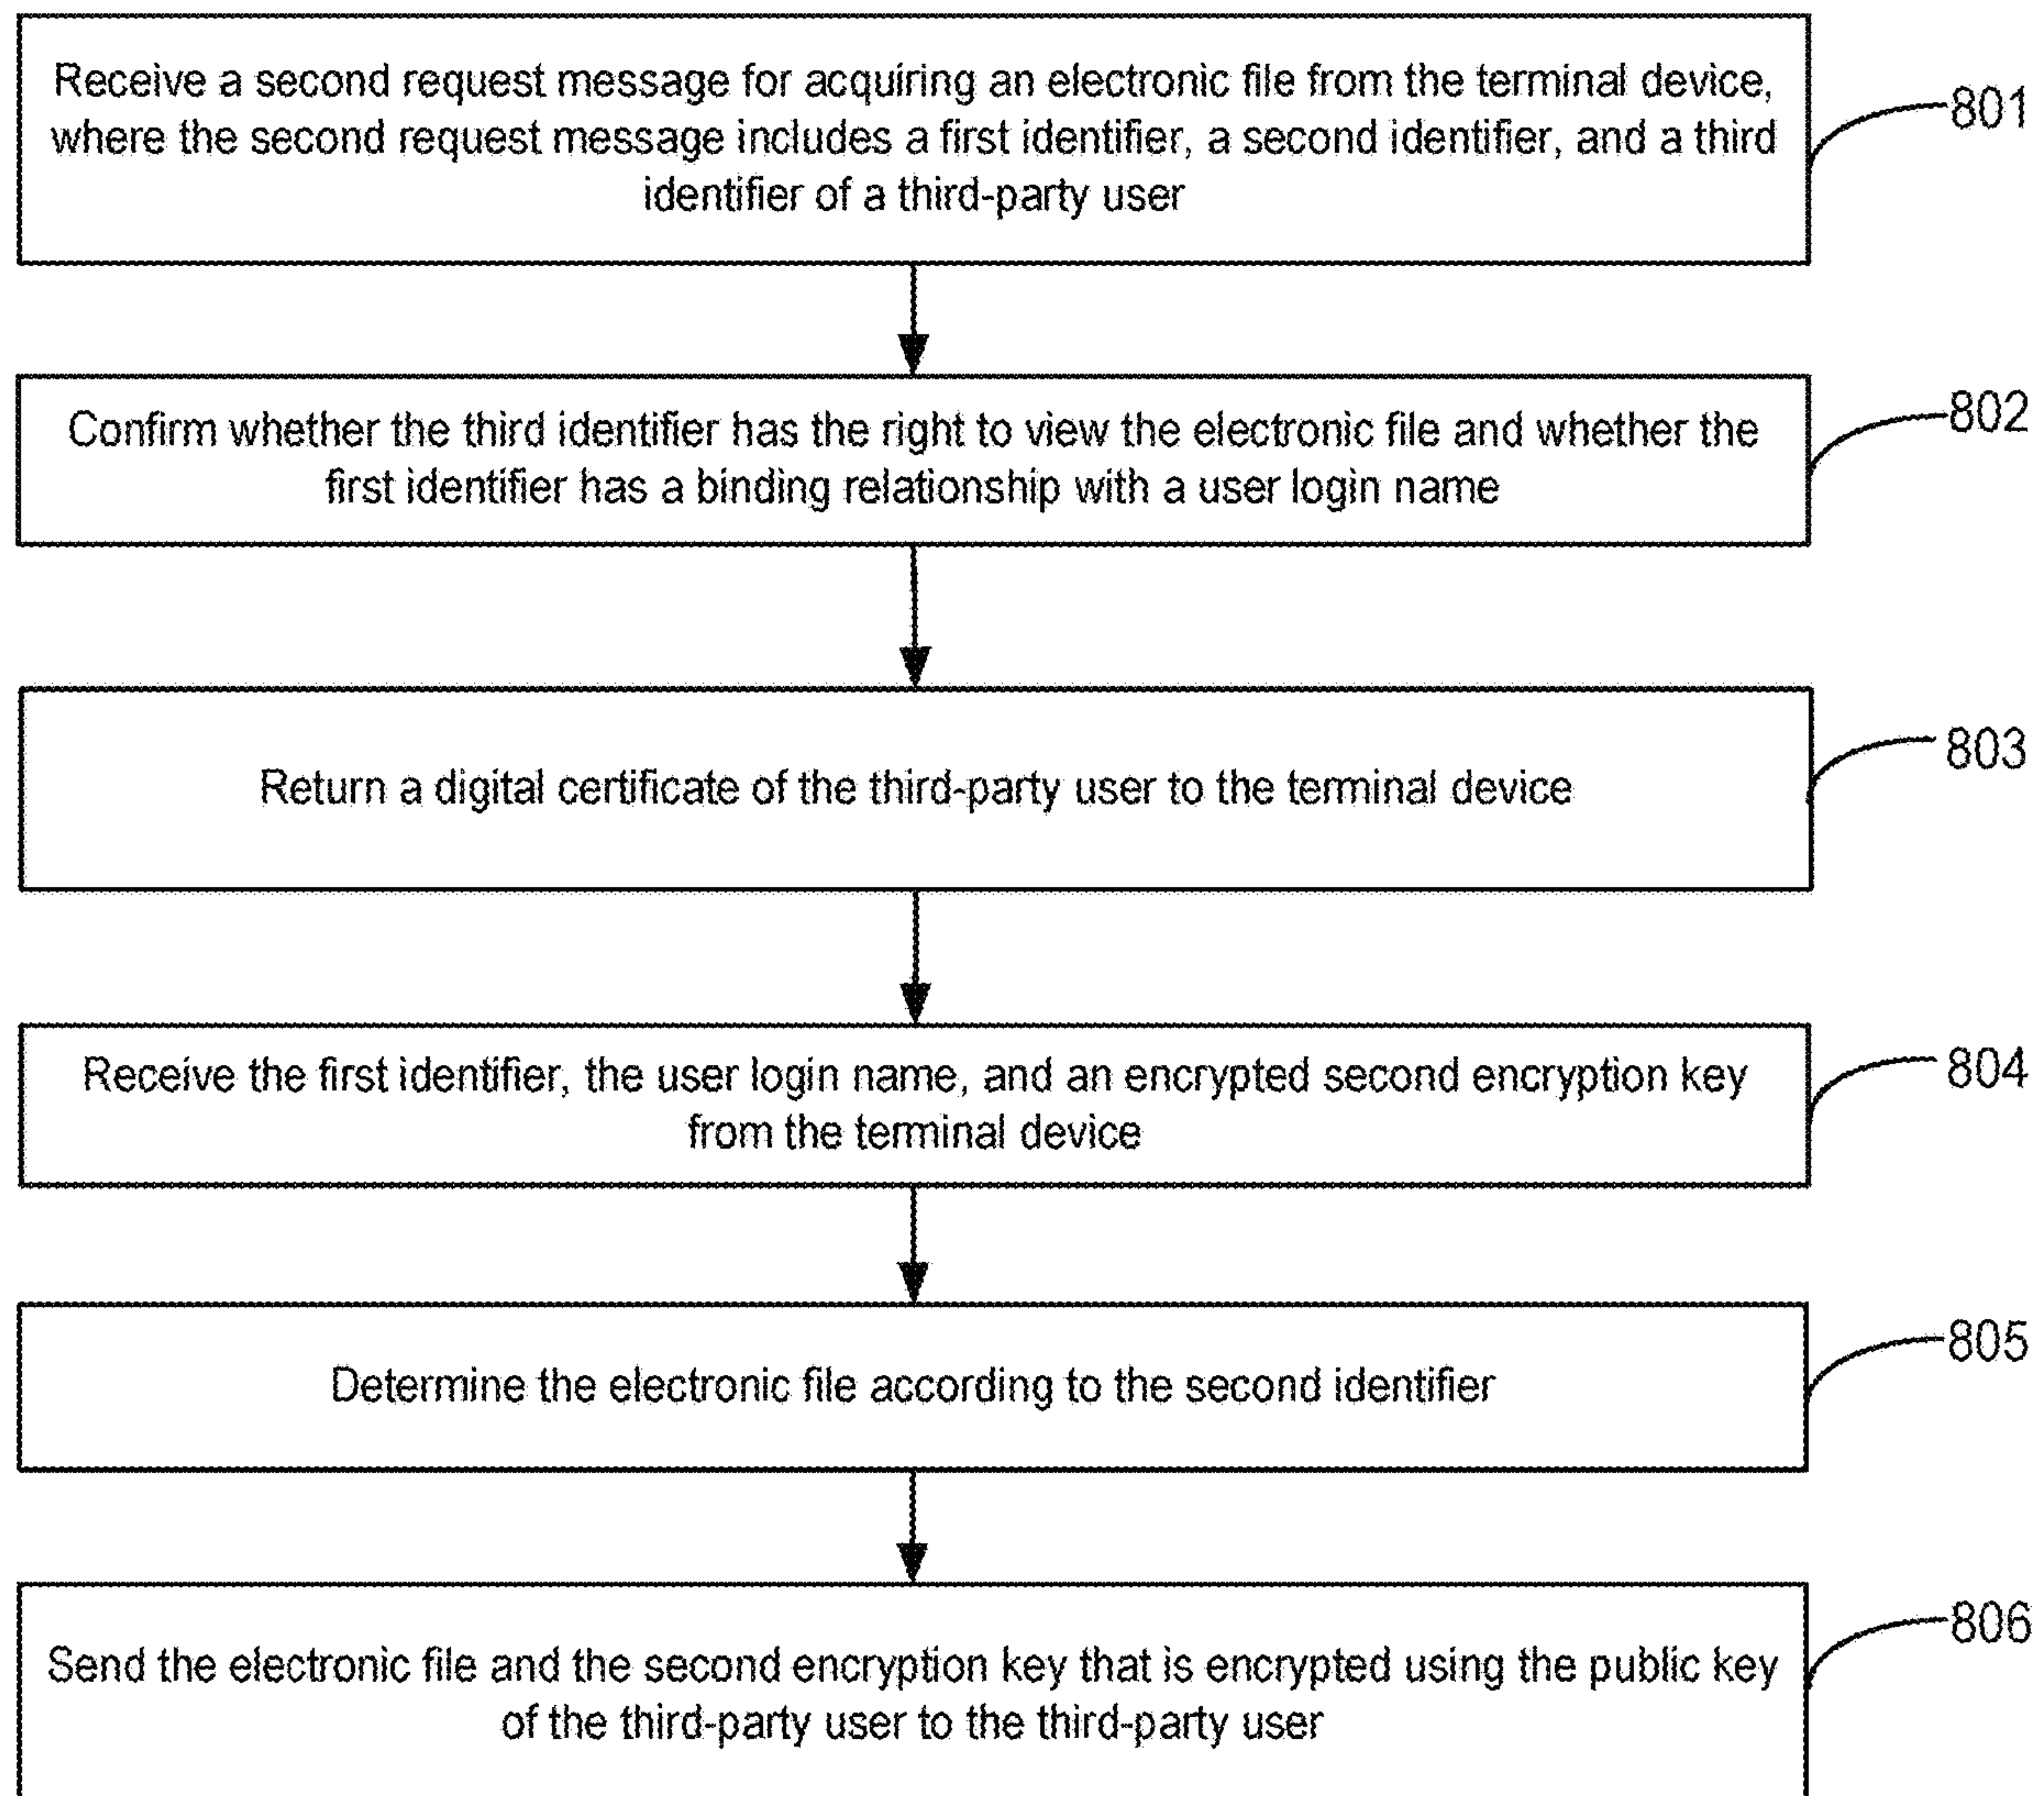 Receive a second request message for acquiring an electronic file from the terminal device,
where the second request message includes a first identifier, a second identifier, and a third
identifier of a third-party user
801
Confirm whether the third identifier has the right to view the electronic file and whether the
first identifier has a binding relationship with a user login name
802
Return a digital certificate of the third-party user to the terminal device
803
Receive the first identifier, the user login name, and an encrypted second encryption key
from the terminal device
804
Determine the electronic file according to the second identifier
805
Send the electronic file and the second encryption key that is encrypted using the public key
of the third-party user to the third-party user
806